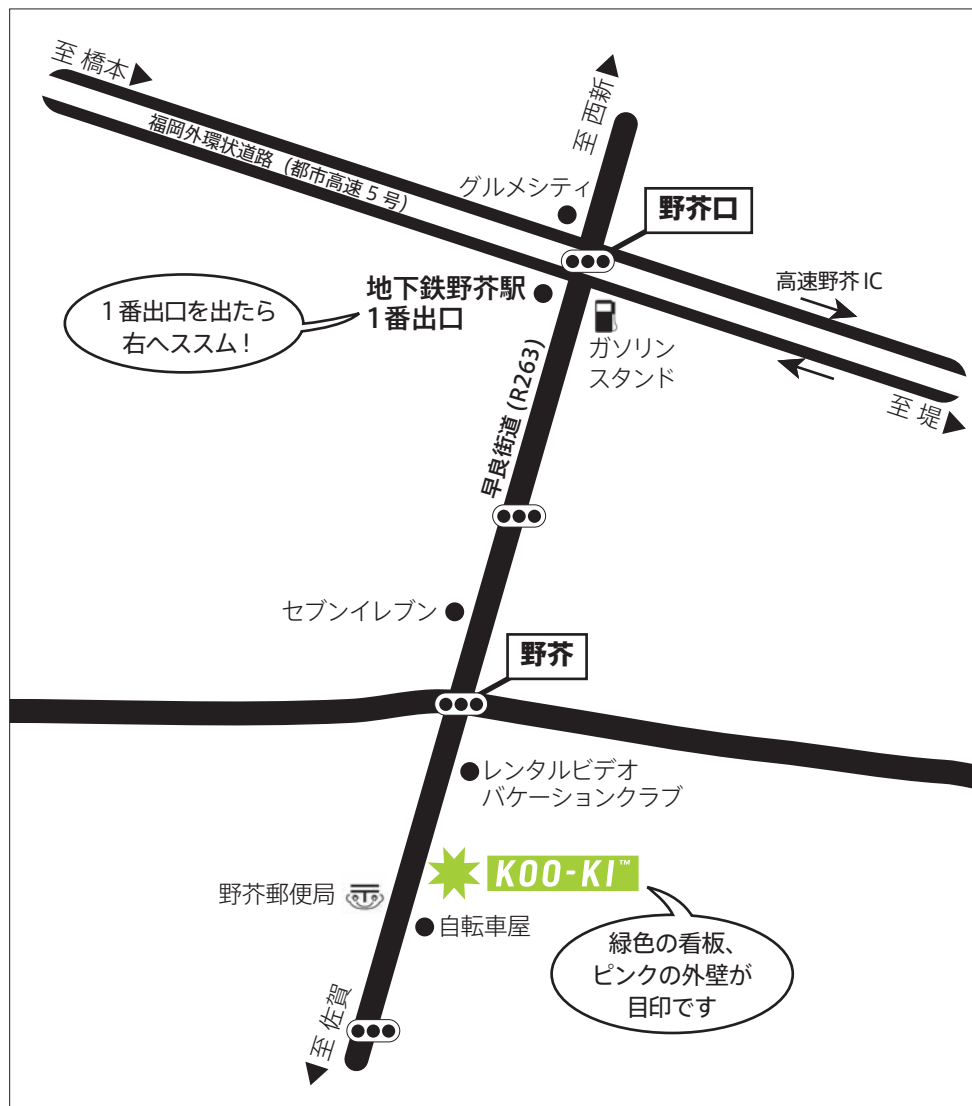 至 橋本
至 西新
福岡外環状道路（都市高速 5 号）
グルメシティ
野芥口
高速野芥 IC
地下鉄野芥駅
1 番出口
1 番出口を出たら
右へススム！
ガソリン
スタンド
至 堤
早良街道 (R263)
セブンイレブン
野芥
レンタルビデオ
バケーションクラブ
KOO-KI™
野芥郵便局
自転車屋
緑色の看板、
ピンクの外壁が
目印です
至 佐賀